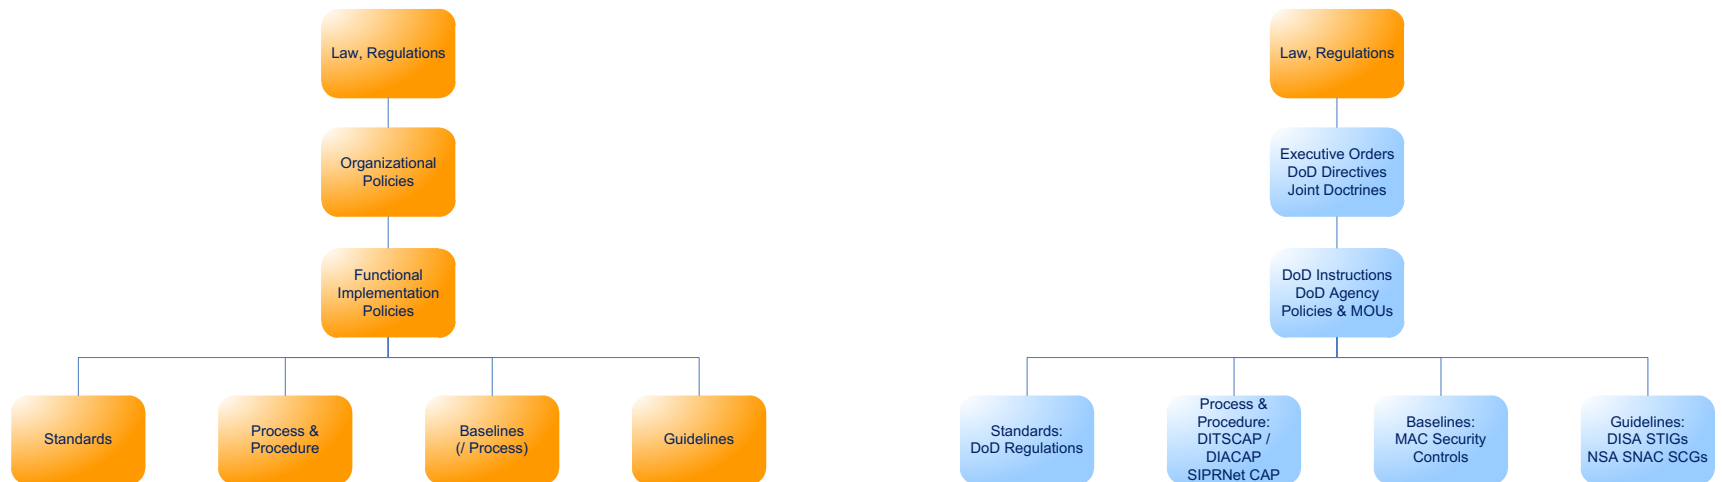 Law, Regulations
Organizational
Policies
Functional
Implementation
Policies
Standards
Process &
Procedure
Baselines
(/ Process)
Guidelines
Law, Regulations
Executive Orders
DoD Directives
Joint Doctrines
DoD Instructions
DoD Agency
Policies & MOUs
Standards:
DoD Regulations
Process &
Procedure:
DITSCAP /
DIACAP
SIPRNet CAP
Baselines:
MAC Security
Controls
Guidelines:
DISA STIGs
NSA SNAC SCGs